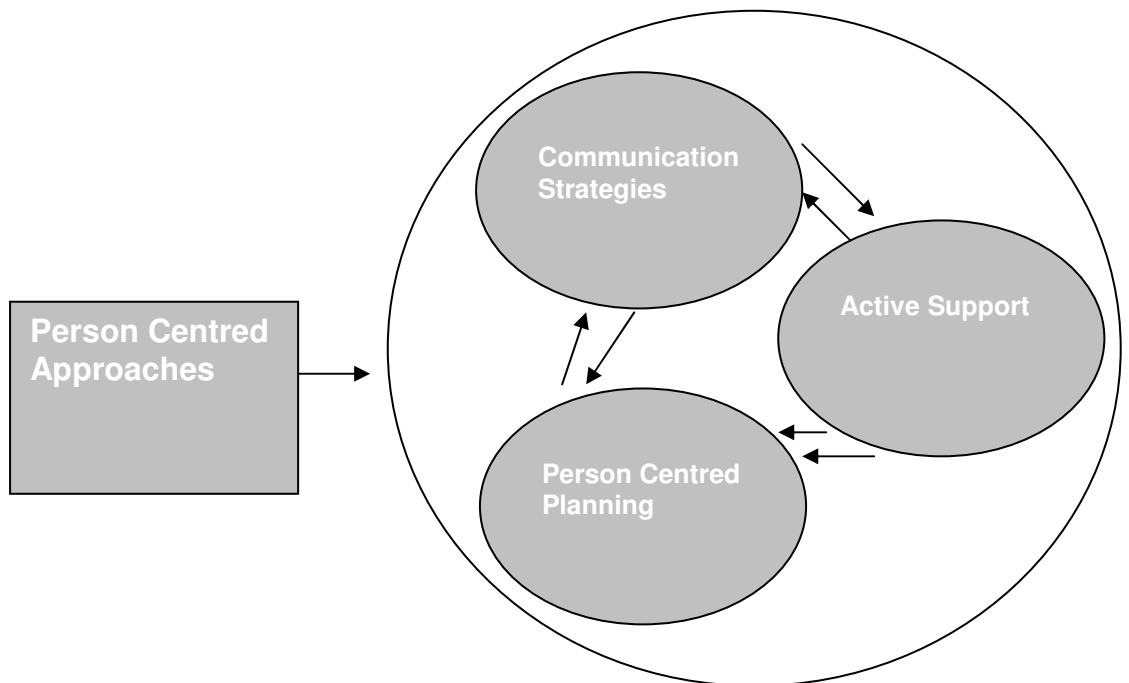 Communication
Strategies
Active Support
Person Centred
Approaches
Person Centred
Planning